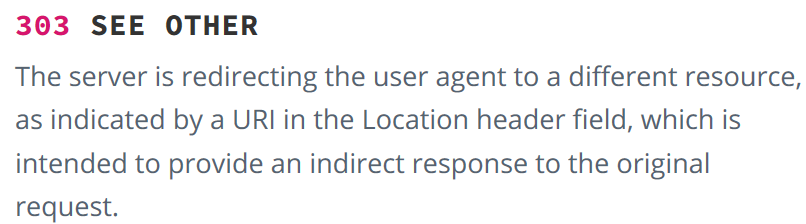 303 SEE OTHER
The server is redirecting the user agent to a different resource,
as indicated by a URI in the Location header field, which is
intended to provide an indirect response to the original
request.